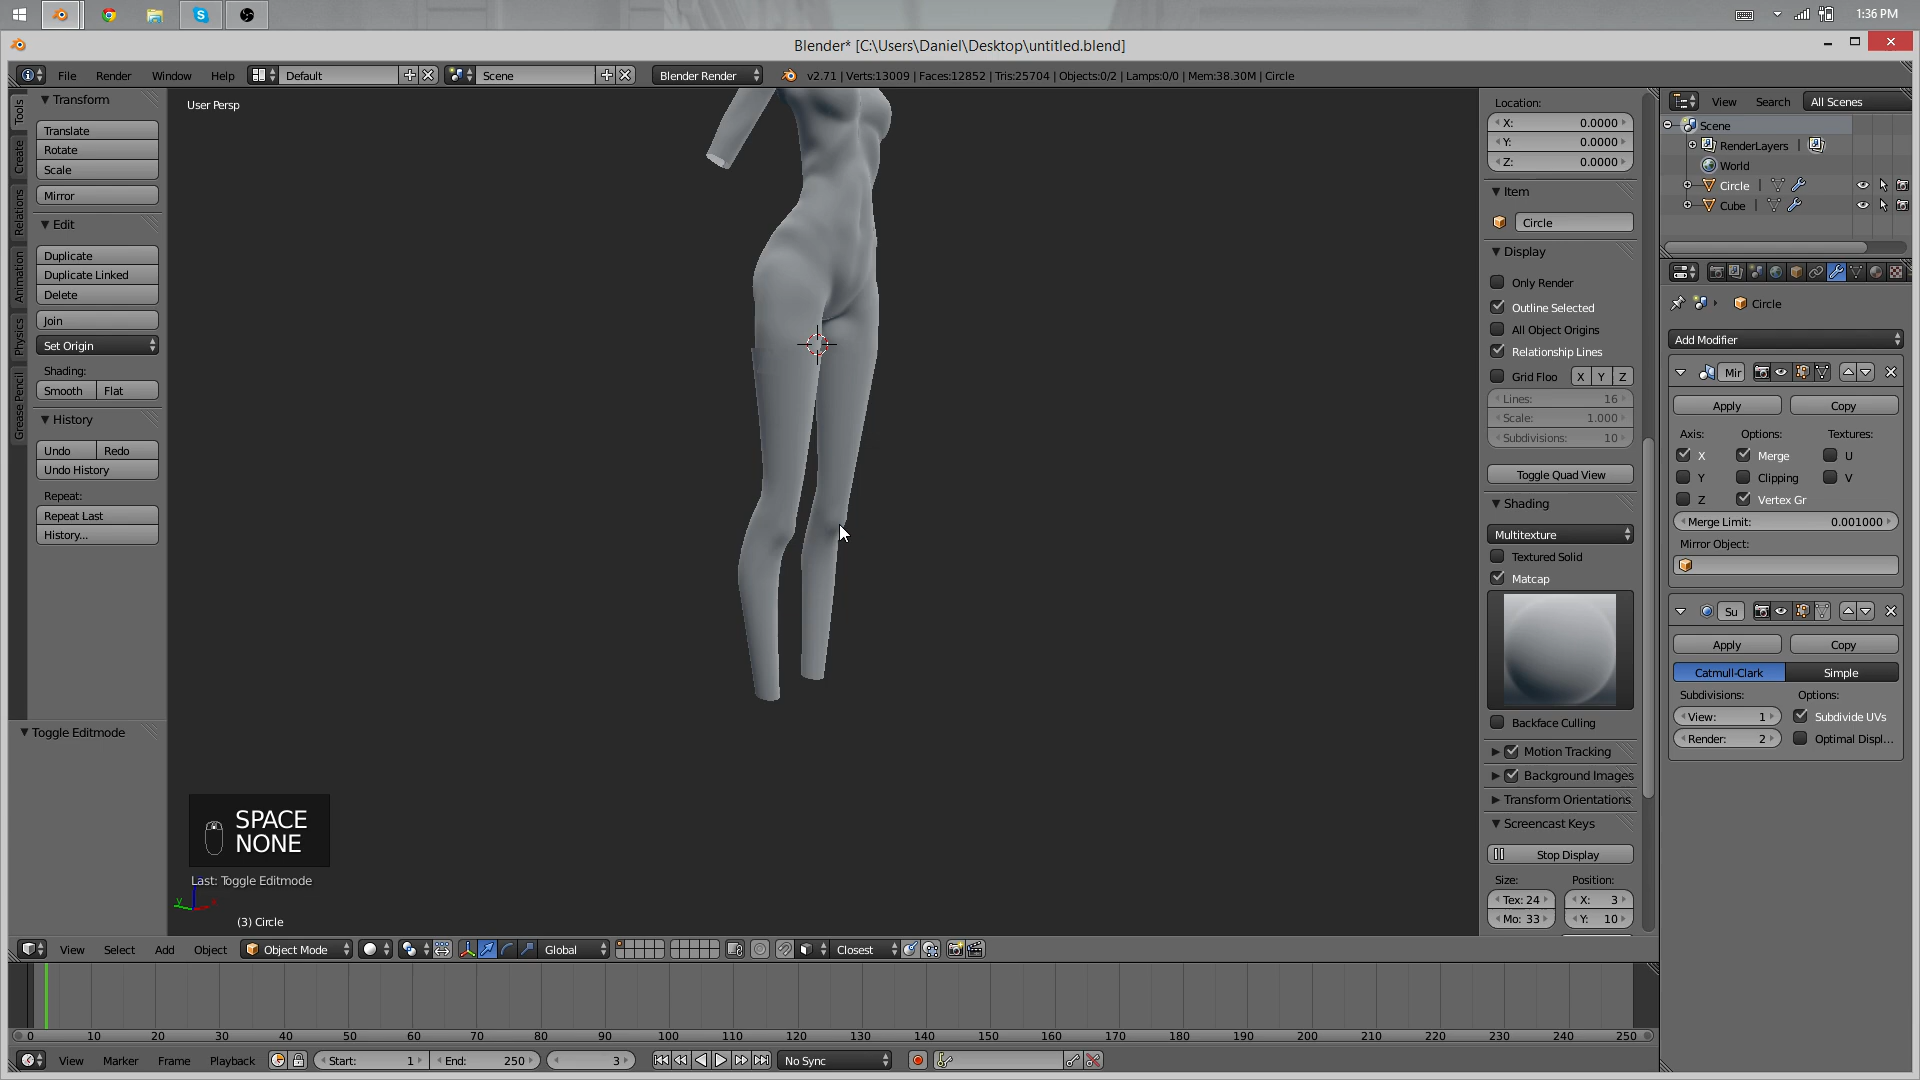 1:36 PM
Blender* [C:\Users\Daniel\Desktop\untitled.blend]
File Render Window Help Default Scene Blender Render v2.71 | Verts:13009 | Faces:12852 | Tris:25704 | Objects:0/2 | Lamps:0/0 | Mem:38.30M | Circle
Tools
Create
Relations
Animation
Physics
Grease Pencil
Transform
Translate
Rotate
Scale
Mirror
Edit
Duplicate
Duplicate Linked
Delete
Join
Set Origin
Shading:
Smooth Flat
History
Undo Redo
Undo History
Repeat:
Repeat Last
History...
Toggle Editmode
User Persp
SPACE
NONE
Last: Toggle Editmode
y
x
(3) Circle
Location:
X: 0.0000
Y: 0.0000
Z: 0.0000
Item
Circle
Display
Only Render
Outline Selected
All Object Origins
Relationship Lines
Grid Floo X Y Z
Lines: 16
Scale: 1.000
Subdivisions: 10
Toggle Quad View
Shading
Multitexture
Textured Solid
Matcap
Backface Culling
Motion Tracking
Background Images
Transform Orientations
Screencast Keys
Stop Display
Size: Position:
Tex: 24 X: 3
Mo: 33 Y: 10
View Search All Scenes
Scene
RenderLayers |
World
Circle |
Cube |
Circle
Add Modifier
Mir
Apply Copy
Axis: Options: Textures:
X Merge U
Y Clipping V
Z Vertex Gr
Merge Limit: 0.001000
Mirror Object:
Su
Apply Copy
Catmull-Clark Simple
Subdivisions: Options:
View: 1 Subdivide UVs
Render: 2 Optimal Displ...
View Select Add Object Object Mode Global Closest
0 10 20 30 40 50 60 70 80 90 100 110 120 130 140 150 160 170 180 190 200 210 220 230 240 250
View Marker Frame Playback Start: 1 End: 250 3 No Sync